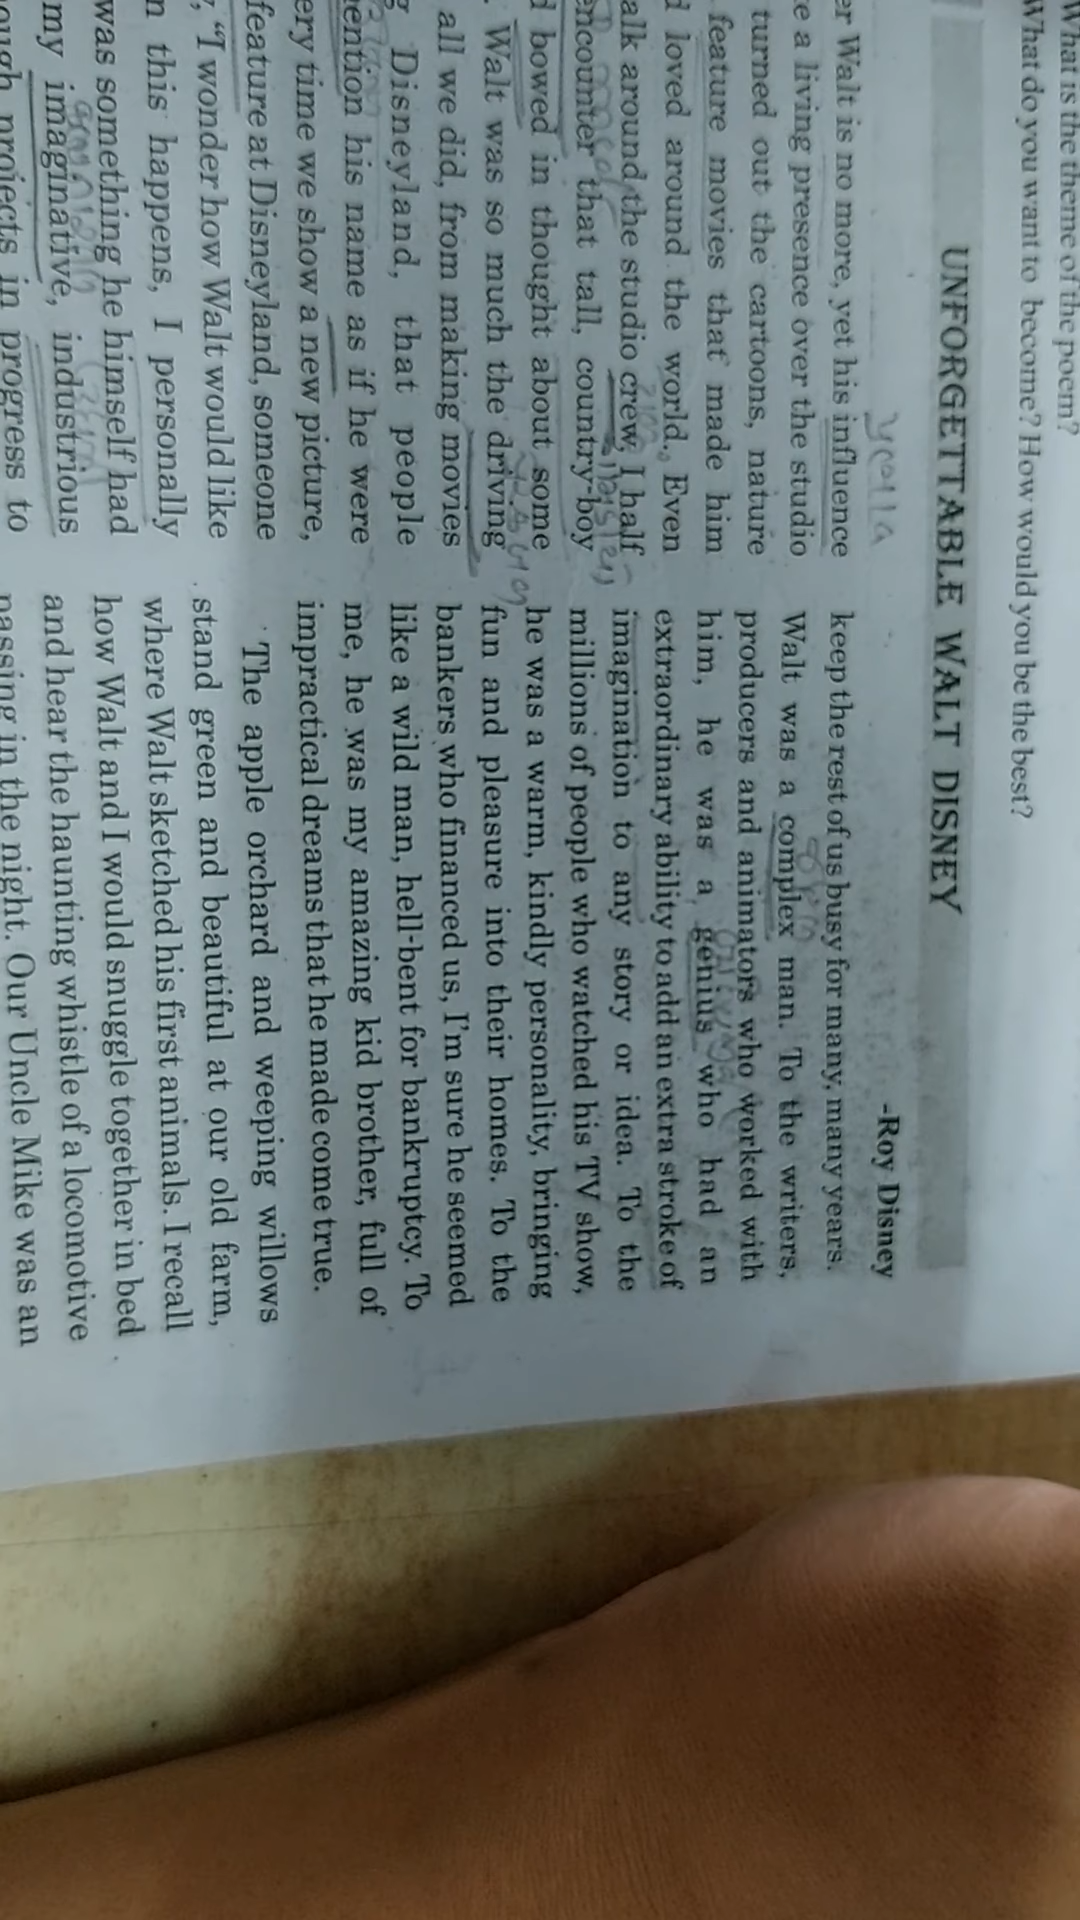 What is the theme of the poem?
What do you want to become? How would you be the best?
UNFORGETTABLE WALT DISNEY
-Roy Disney
er Walt is no more, yet his influence
e a living presence over the studio
turned out the cartoons, nature
feature movies that made him
d loved around the world. Even
alk around the studio crew, I half
encounter that tall, country-boy
d bowed in thought about some
. Walt was so much the driving
all we did, from making movies
g Disneyland, that people
ention his name as if he were
ery time we show a new picture,
feature at Disneyland, someone
, “I wonder how Walt would like
n this happens, I personally
was something he himself had
my imaginative, industrious
ough projects in progress to
keep the rest of us busy for many, many years.
Walt was a complex man. To the writers,
producers and animators who worked with
him, he was a genius who had an
extraordinary ability to add an extra stroke of
imagination to any story or idea. To the
millions of people who watched his TV show,
he was a warm, kindly personality, bringing
fun and pleasure into their homes. To the
bankers who financed us, I'm sure he seemed
like a wild man, hell-bent for bankruptcy. To
me, he was my amazing kid brother, full of
impractical dreams that he made come true.
The apple orchard and weeping willows
stand green and beautiful at our old farm,
where Walt sketched his first animals. I recall
how Walt and I would snuggle together in bed
and hear the haunting whistle of a locomotive
passing in the night. Our Uncle Mike was an